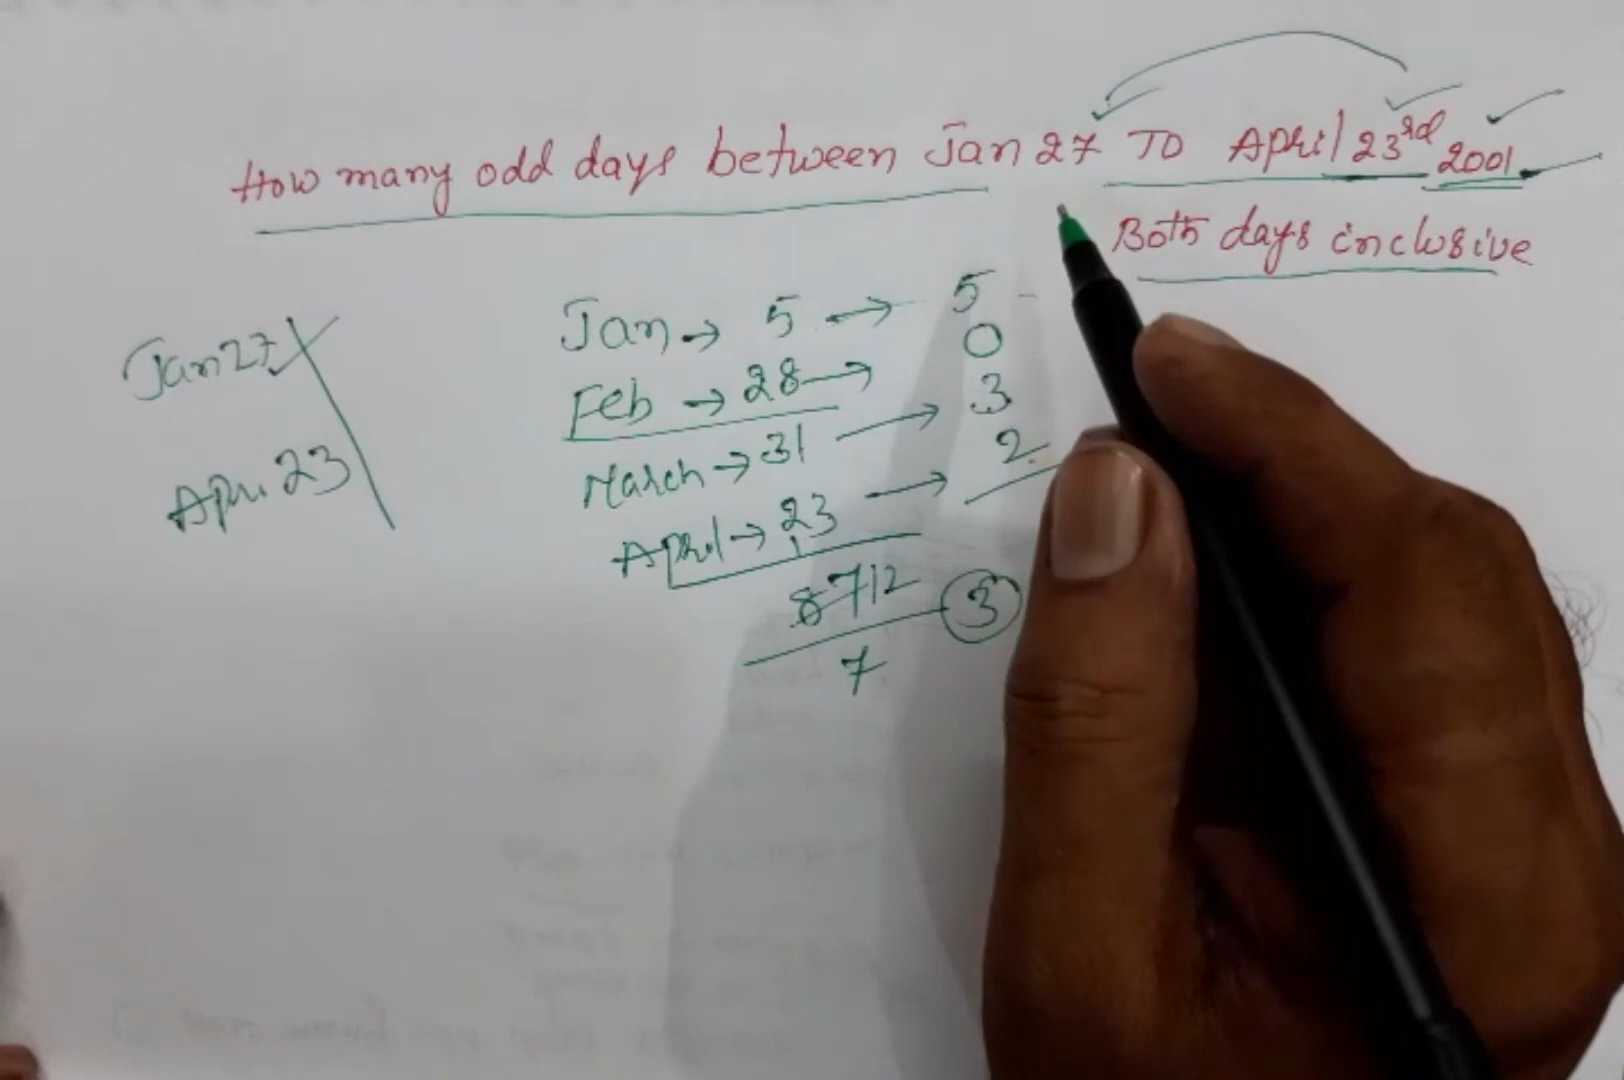 How many odd days between Jan 27 TO April 23rd 2001
Both days inclusive
Jan 27
Apri. 23
Jan → 5 → 5
Feb → 28 → 0
March → 31 → 3
April → 23 → 2
87 12
7
3